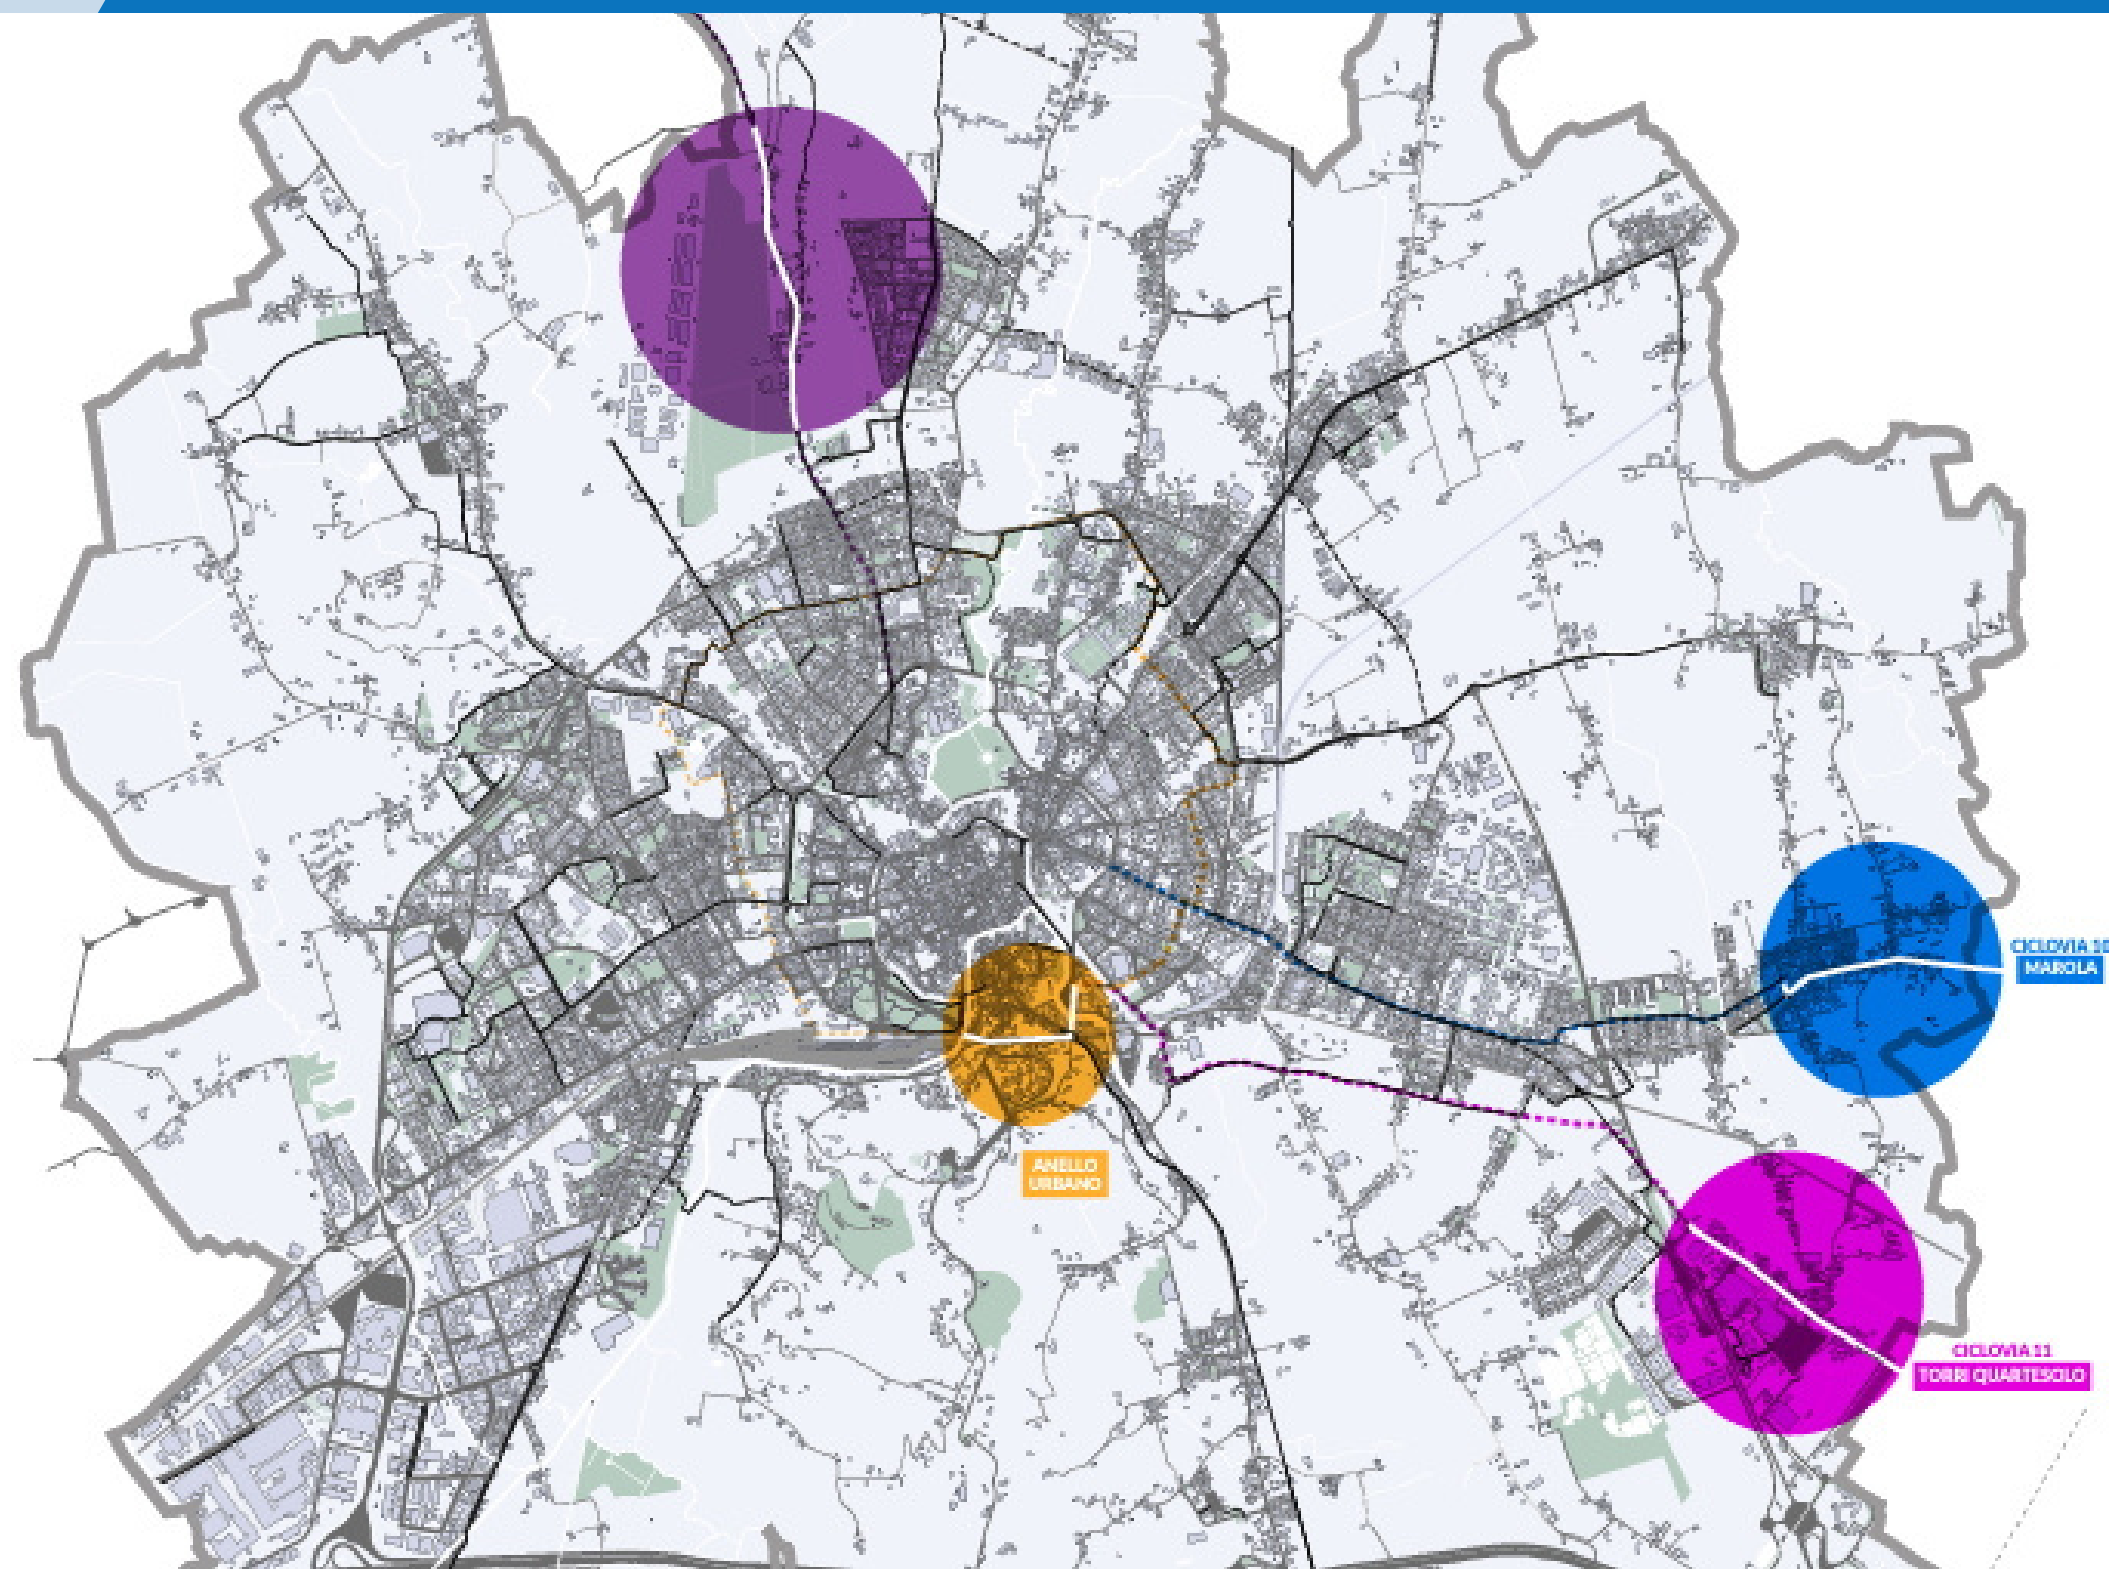 CICLOVIA 10
MAROLA
ANELLO
URBANO
CICLOVIA 11
TORRI QUARTESOLO